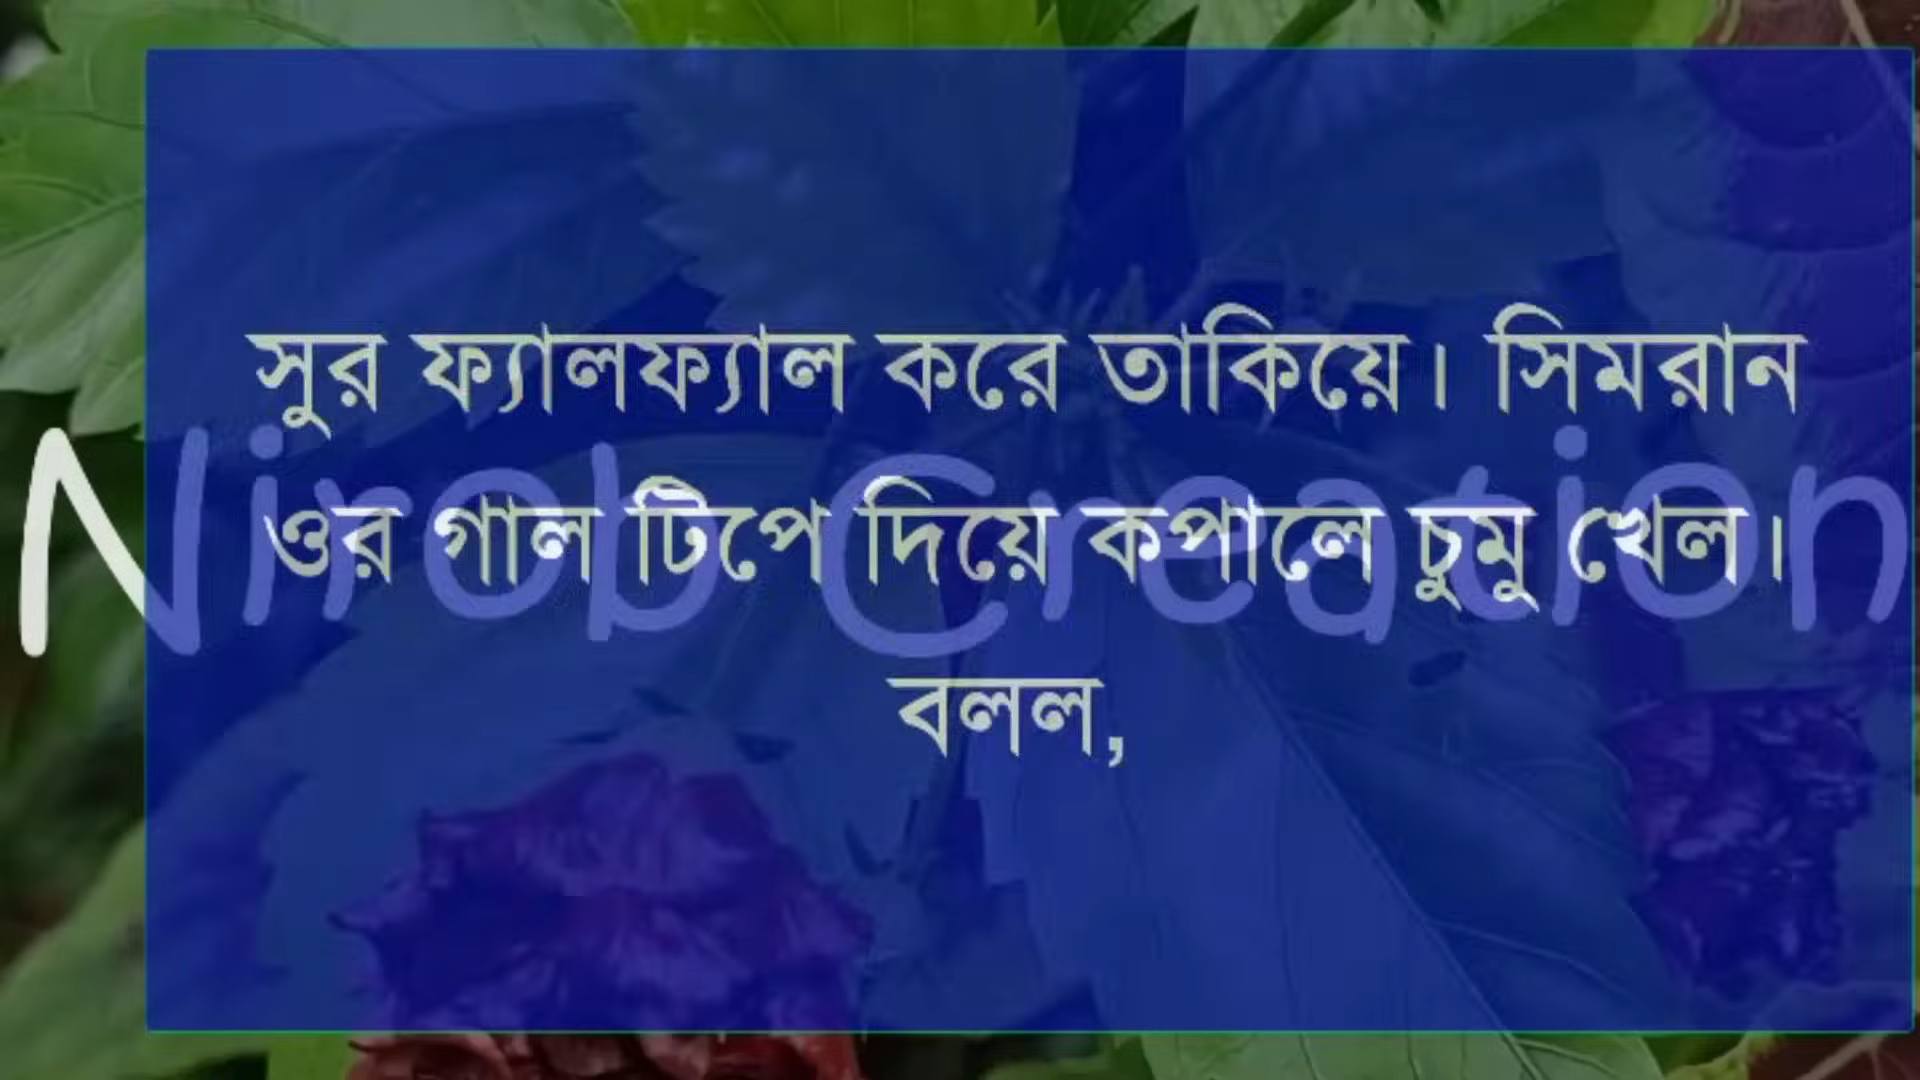 সুর ফ্যালফ্যাল করে তাকিয়ে। সিমরান
ওর গাল টিপে দিয়ে কপালে চুমু খেল।
বলল,
Nirob Creation